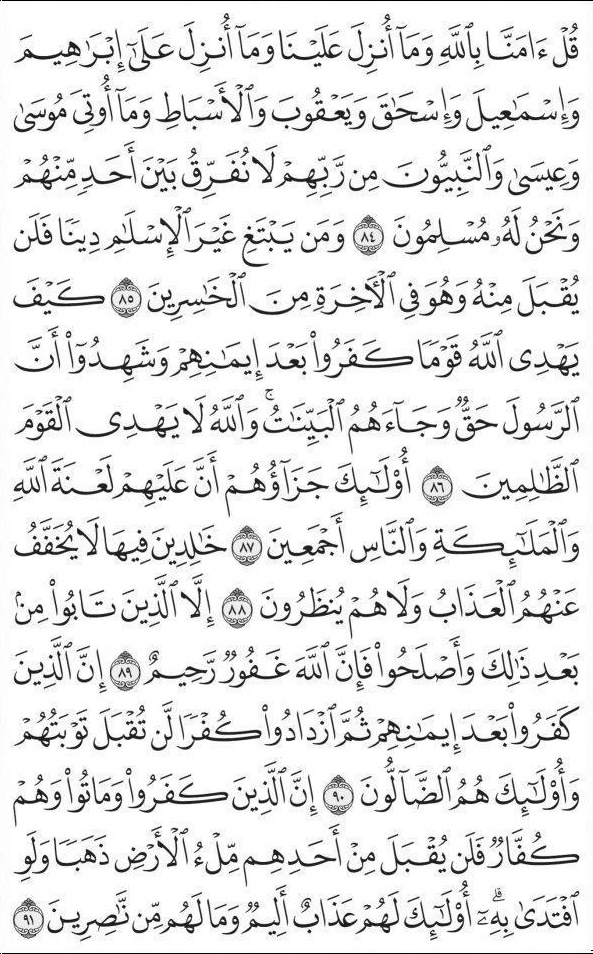 قُلْ ءَامَنَّا بِٱللَّهِ وَمَآ أُنزِلَ عَلَيْنَا وَمَآ أُنزِلَ عَلَىٰٓ إِبْرَٰهِيمَ
وَإِسْمَٰعِيلَ وَإِسْحَٰقَ وَيَعْقُوبَ وَٱلْأَسْبَاطِ وَمَآ أُوتِىَ مُوسَىٰ
وَعِيسَىٰ وَٱلنَّبِيُّونَ مِن رَّبِّهِمْ لَا نُفَرِّقُ بَيْنَ أَحَدٍ مِّنْهُمْ
وَنَحْنُ لَهُۥ مُسْلِمُونَ ٨٤ وَمَن يَبْتَغِ غَيْرَ ٱلْإِسْلَٰمِ دِينًا فَلَن
يُقْبَلَ مِنْهُ وَهُوَ فِى ٱلْأَخِرَةِ مِنَ ٱلْخَٰسِرِينَ ٨٥ كَيْفَ
يَهْدِى ٱللَّهُ قَوْمًا كَفَرُوا۟ بَعْدَ إِيمَٰنِهِمْ وَشَهِدُوٓا۟ أَنَّ
ٱلرَّسُولَ حَقٌّ وَجَآءَهُمُ ٱلْبَيِّنَٰتُ ۚ وَٱللَّهُ لَا يَهْدِى ٱلْقَوْمَ
ٱلظَّٰلِمِينَ ٨٦ أُو۟لَٰٓئِكَ جَزَآؤُهُمْ أَنَّ عَلَيْهِمْ لَعْنَةَ ٱللَّهِ
وَٱلْمَلَٰٓئِكَةِ وَٱلنَّاسِ أَجْمَعِينَ ٨٧ خَٰلِدِينَ فِيهَا لَا يُخَفَّفُ
عَنْهُمُ ٱلْعَذَابُ وَلَا هُمْ يُنظَرُونَ ٨٨ إِلَّا ٱلَّذِينَ تَابُوا۟ مِنۢ
بَعْدِ ذَٰلِكَ وَأَصْلَحُوا۟ فَإِنَّ ٱللَّهَ غَفُورٌ رَّحِيمٌ ٨٩ إِنَّ ٱلَّذِينَ
كَفَرُوا۟ بَعْدَ إِيمَٰنِهِمْ ثُمَّ ٱزْدَادُوا۟ كُفْرًا لَّن تُقْبَلَ تَوْبَتُهُمْ
وَأُو۟لَٰٓئِكَ هُمُ ٱلضَّآلُّونَ ٩٠ إِنَّ ٱلَّذِينَ كَفَرُوا۟ وَمَاتُوا۟ وَهُمْ
كُفَّارٌ فَلَن يُقْبَلَ مِنْ أَحَدِهِم مِّلْءُ ٱلْأَرْضِ ذَهَبًا وَلَوِ
ٱفْتَدَىٰ بِهِۦٓ ۗ أُو۟لَٰٓئِكَ لَهُمْ عَذَابٌ أَلِيمٌ وَمَا لَهُم مِّن نَّٰصِرِينَ ٩١